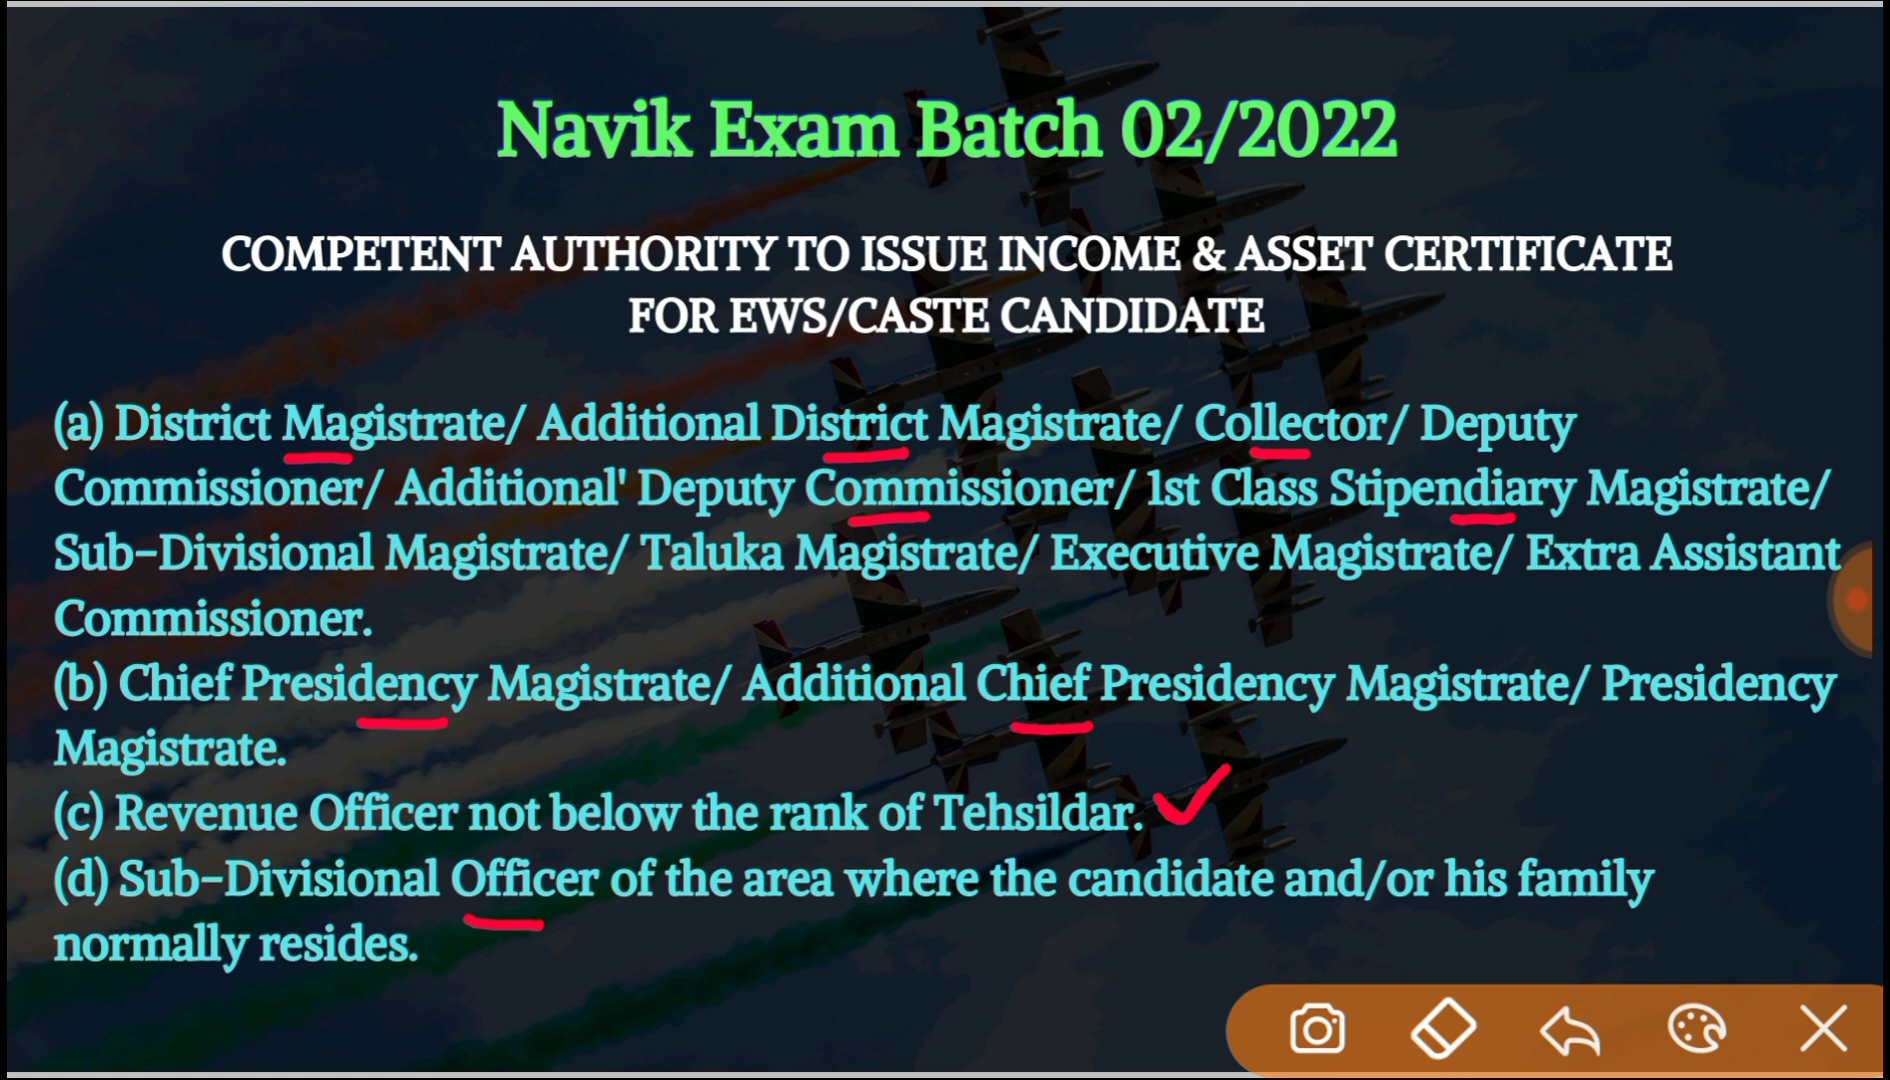 Navik Exam Batch 02/2022
COMPETENT AUTHORITY TO ISSUE INCOME & ASSET CERTIFICATE
FOR EWS/CASTE CANDIDATE
(a) District Magistrate/ Additional District Magistrate/ Collector/ Deputy
Commissioner/ Additional' Deputy Commissioner/ 1st Class Stipendiary Magistrate/
Sub-Divisional Magistrate/ Taluka Magistrate/ Executive Magistrate/ Extra Assistant
Commissioner.
(b) Chief Presidency Magistrate/ Additional Chief Presidency Magistrate/ Presidency
Magistrate.
(c) Revenue Officer not below the rank of Tehsildar.
(d) Sub-Divisional Officer of the area where the candidate and/or his family
normally resides.